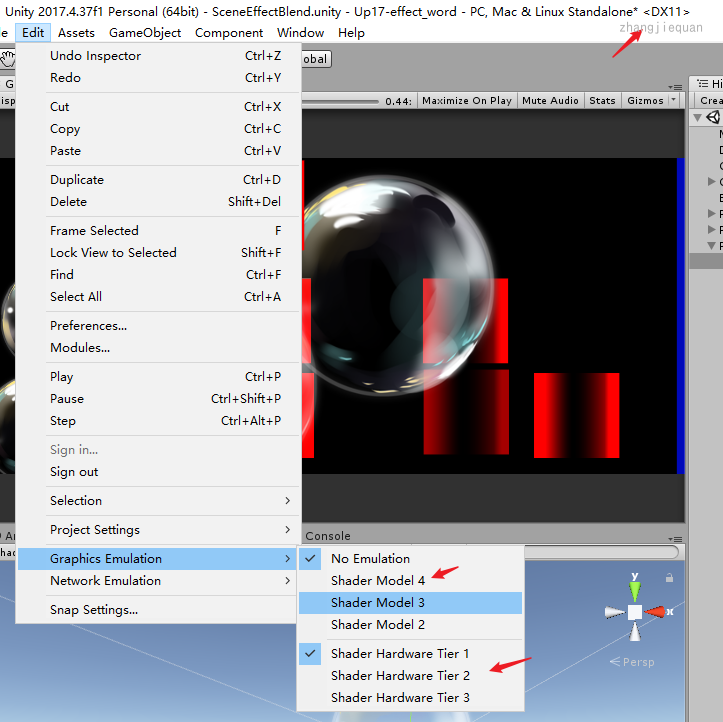 Unity 2017.4.37f1 Personal (64bit) - SceneEffectBlend.unity - Up17-effect_word - PC, Mac & Linux Standalone* <DX11>
zhangjiequan
Edit Assets GameObject Component Window Help
Undo Inspector Ctrl+Z
Redo Ctrl+Y
Cut Ctrl+X
Copy Ctrl+C
Paste Ctrl+V
Duplicate Ctrl+D
Delete Shift+Del
Frame Selected F
Lock View to Selected Shift+F
Find Ctrl+F
Select All Ctrl+A
Preferences...
Modules...
Play Ctrl+P
Pause Ctrl+Shift+P
Step Ctrl+Alt+P
Sign in...
Sign out
Selection
Project Settings
Graphics Emulation
Network Emulation
Snap Settings...
obal
0.44: Maximize On Play Mute Audio Stats Gizmos
Hi
Crea
Console
No Emulation
Shader Model 4
Shader Model 3
Shader Model 2
Shader Hardware Tier 1
Shader Hardware Tier 2
Shader Hardware Tier 3
y
x
Persp